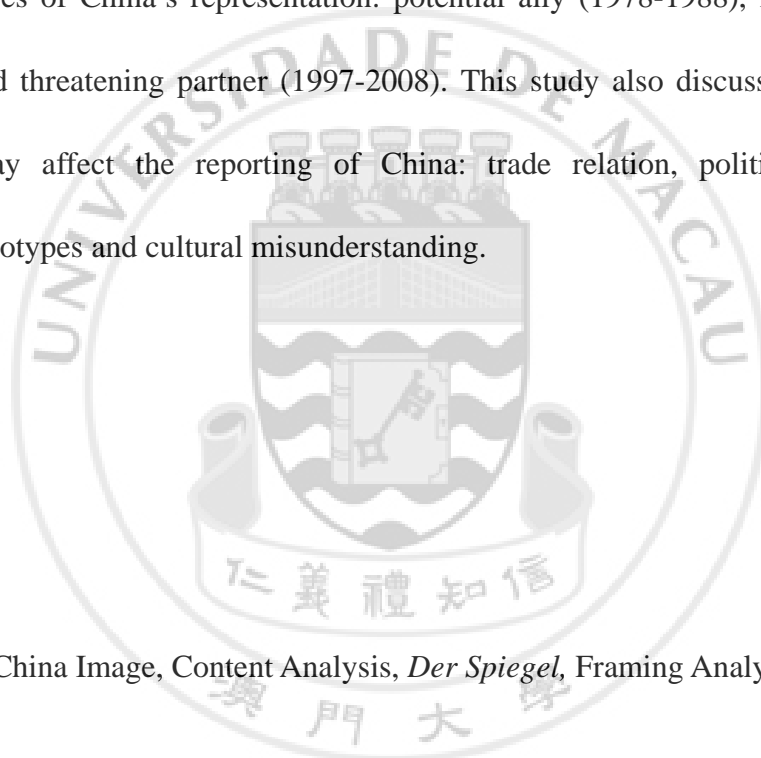 es of China's representation: potential ally (1978-1988),
d threatening partner (1997-2008). This study also discuss
ay affect the reporting of China: trade relation, politi
otypes and cultural misunderstanding.
UNIVERSIDADE DE MACAU
仁義禮知信
China Image, Content Analysis, Der Spiegel, Framing Analy
澳門大學